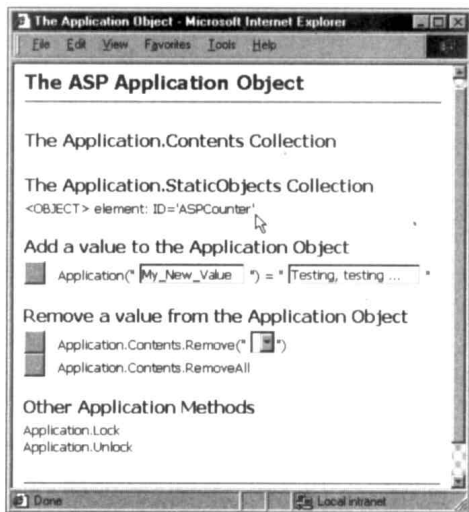 The Application Object - Microsoft Internet Explorer
File Edit View Favorites Tools Help
The ASP Application Object
The Application.Contents Collection
The Application.StaticObjects Collection
<OBJECT> element: ID='ASPCounter'
Add a value to the Application Object
Application(" My_New_Value ") = " Testing, testing ... "
Remove a value from the Application Object
Application.Contents.Remove(" ")
Application.Contents.RemoveAll
Other Application Methods
Application.Lock
Application.Unlock
Done Local intranet